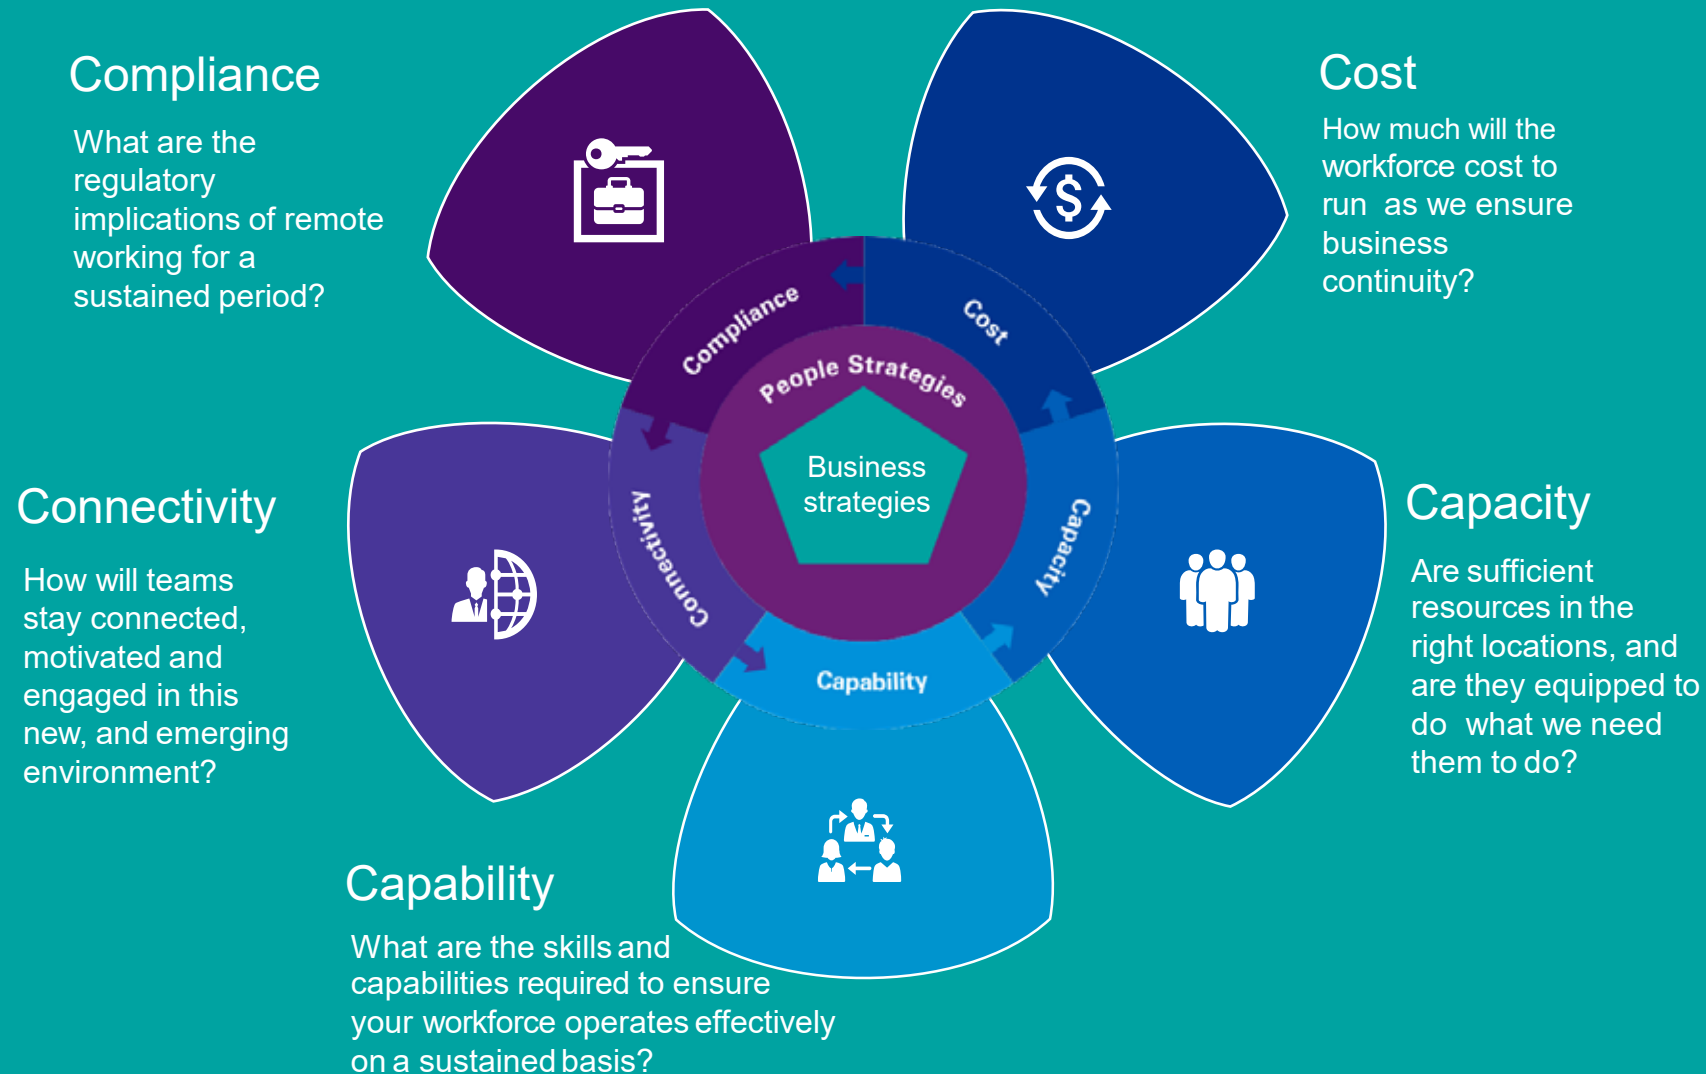 Compliance
What are the
regulatory
implications of remote
working for a
sustained period?
Cost
How much will the
workforce cost to
run as we ensure
business
continuity?
Compliance
Cost
People Strategies
Business
strategies
Connectivity
Capacity
Capability
Connectivity
How will teams
stay connected,
motivated and
engaged in this
new, and emerging
environment?
Capacity
Are sufficient
resources in the
right locations, and
are they equipped to
do what we need
them to do?
Capability
What are the skills and
capabilities required to ensure
your workforce operates effectively
on a sustained basis?
$